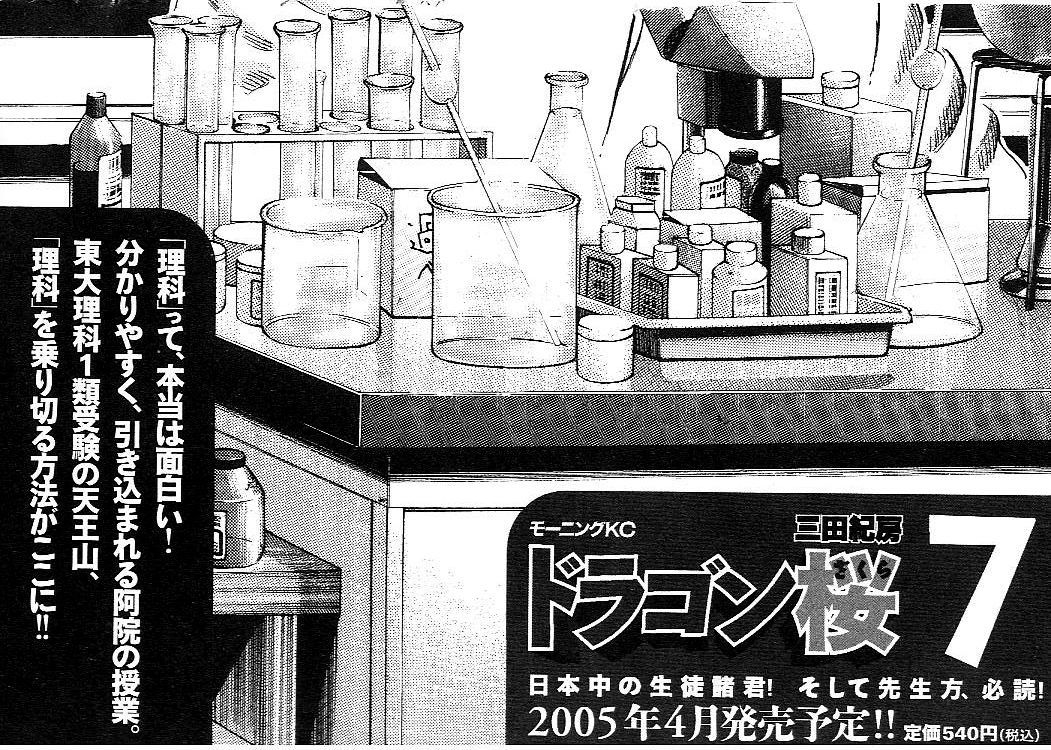 「理科」って、本当は面白い！
分かりやすく、引き込まれる阿院の授業。
東大理科１類受験の天王山、
「理科」を乗り切る方法がここに!!
モーニングKC
三田紀房
ドラゴン桜
さくら
7
日本中の生徒諸君! そして先生方、必読!
2005年4月発売予定!! 定価540円(税込)